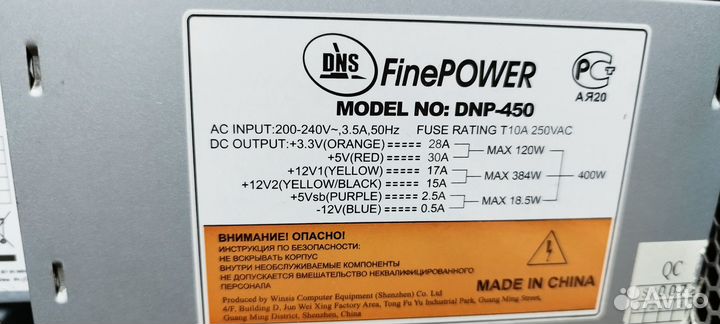 DNS
FinePOWER
АЯ20
MODEL NO: DNP-450
AC INPUT:200-240V~,3.5A,50Hz FUSE RATING T10A 250VAC
DC OUTPUT:+3.3V(ORANGE)===== 28A MAX 120W
+5V(RED)===== 30A
+12V1(YELLOW)===== 17A MAX 384W 400W
+12V2(YELLOW/BLACK)===== 15A
+5Vsb(PURPLE)===== 2.5A MAX 18.5W
-12V(BLUE)===== 0.5A
ВНИМАНИЕ! ОПАСНО!
ИНСТРУКЦИЯ ПО БЕЗОПАСНОСТИ:
НЕ ВСКРЫВАТЬ КОРПУС
ВНУТРИ НЕОБСЛУЖИВАЕМЫЕ КОМПОНЕНТЫ
НЕ ДОПУСКАЕТСЯ ВМЕШАТЕЛЬСТВО НЕКВАЛИФИЦИРОВАННОГО
ПЕРСОНАЛА
MADE IN CHINA
Produced by Winsis Computer Equipment (Shenzhen) Co. Ltd
4/F, Building D, Jun Wei Xing Factory Area, Dong Tong Fu Yu Industrial Park, Guang Ming Street,
Guang Ming District, Shenzhen, China
QC
Avito